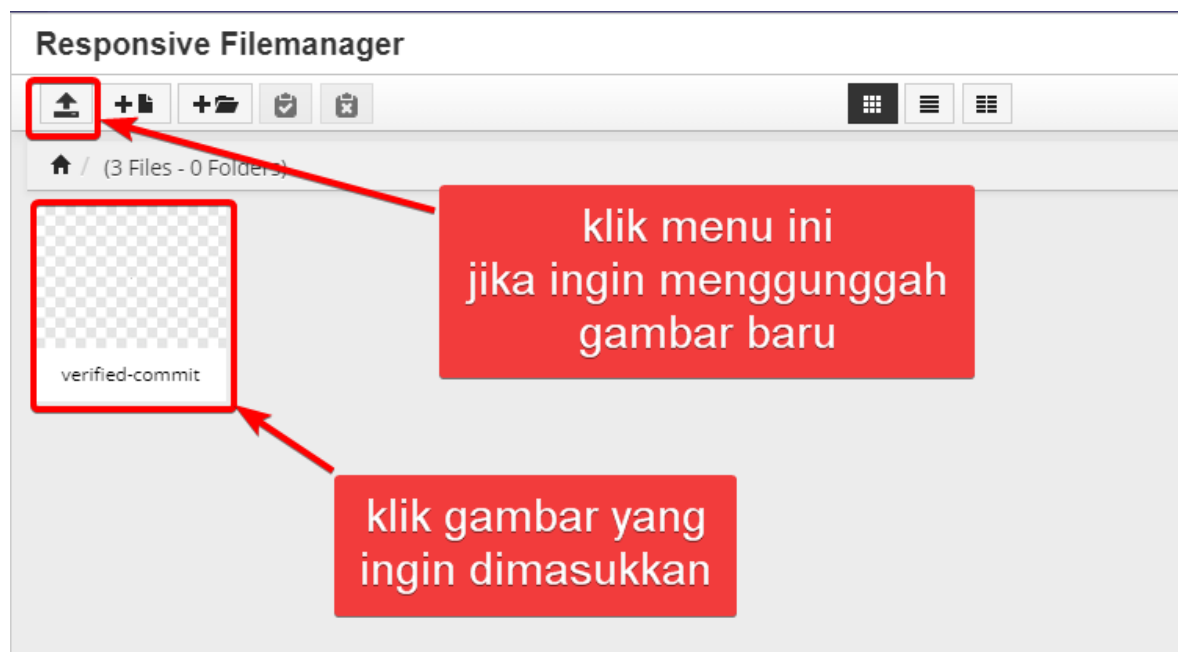 Responsive Filemanager
/ (3 Files - 0 Folders)
klik menu ini
jika ingin menggunggah
gambar baru
verified-commit
klik gambar yang
ingin dimasukkan